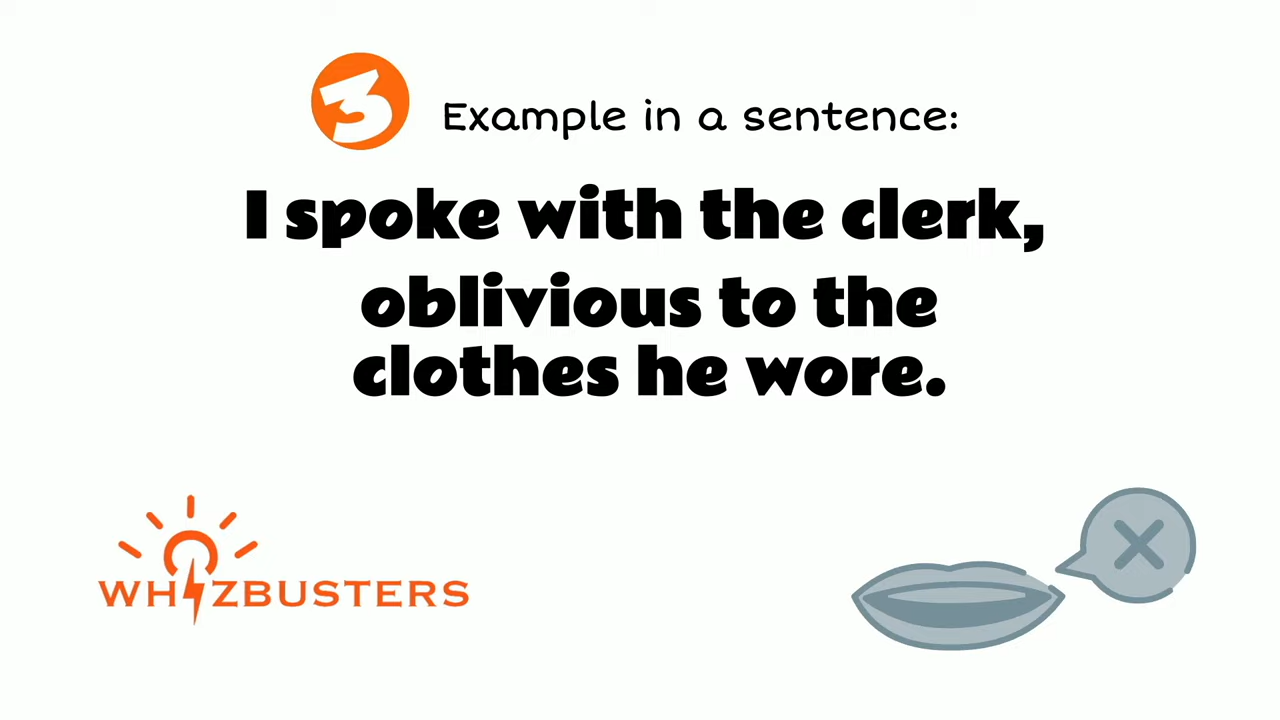 3 Example in a sentence:
I spoke with the clerk,
oblivious to the
clothes he wore.
WHIZBUSTERS